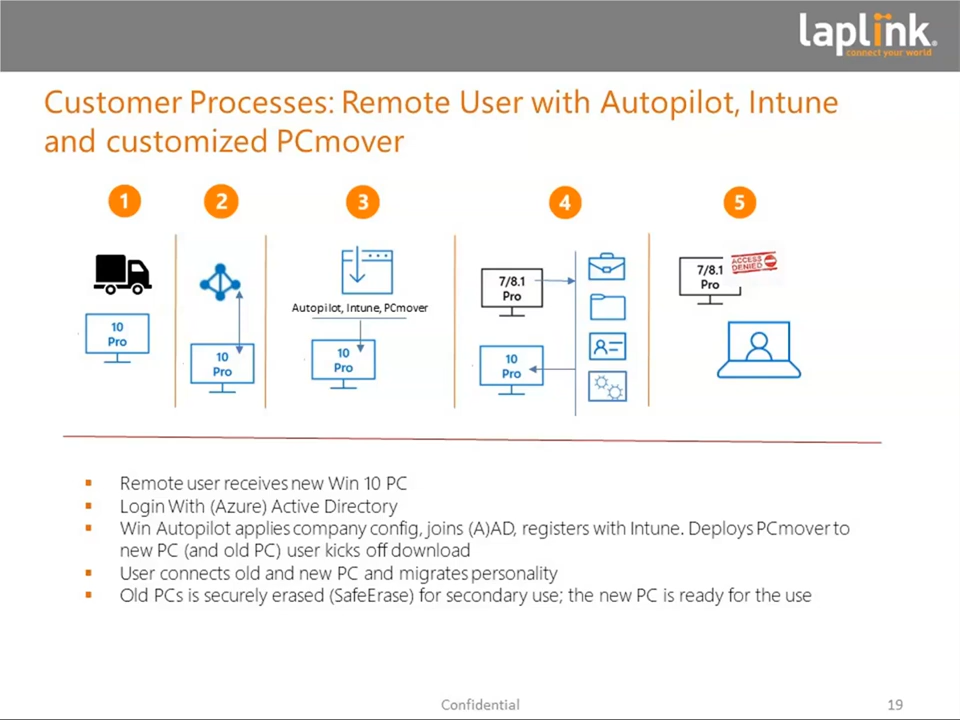 laplink.
connect your world
Customer Processes: Remote User with Autopilot, Intune
and customized PCmover
1
2
3
4
5
10
Pro
10
Pro
Autopilot, Intune, PCmover
10
Pro
7/8.1
Pro
10
Pro
7/8.1
Pro
ACCESS
DENIED
▪ Remote user receives new Win 10 PC
▪ Login With (Azure) Active Directory
▪ Win Autopilot applies company config, joins (A)AD, registers with Intune. Deploys PCmover to
new PC (and old PC) user kicks off download
▪ User connects old and new PC and migrates personality
▪ Old PCs is securely erased (SafeErase) for secondary use; the new PC is ready for the use
Confidential
19